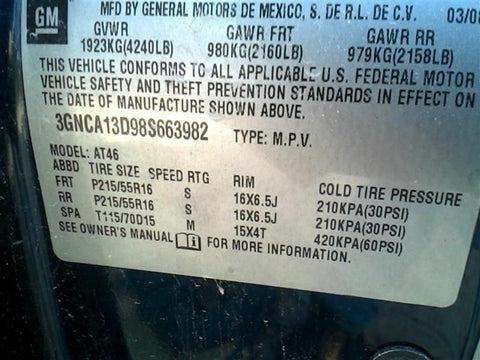 GM MFD BY GENERAL MOTORS DE MEXICO, S. DE R.L. DE C.V. 03/08
GVWR GAWR FRT GAWR RR
1923KG(4240LB) 980KG(2160LB) 979KG(2158LB)
THIS VEHICLE CONFORMS TO ALL APPLICABLE U.S. FEDERAL MOTOR
VEHICLE SAFETY AND THEFT PREVENTION STANDARDS IN EFFECT ON
THE DATE OF MANUFACTURE SHOWN ABOVE.
3GNCA13D98S663982 TYPE: M.P.V.
MODEL: AT46
ABBD TIRE SIZE SPEED RTG RIM COLD TIRE PRESSURE
FRT P215/55R16 S 16X6.5J 210KPA(30PSI)
RR P215/55R16 S 16X6.5J 210KPA(30PSI)
SPA T115/70D15 M 15X4T 420KPA(60PSI)
SEE OWNER'S MANUAL FOR MORE INFORMATION.